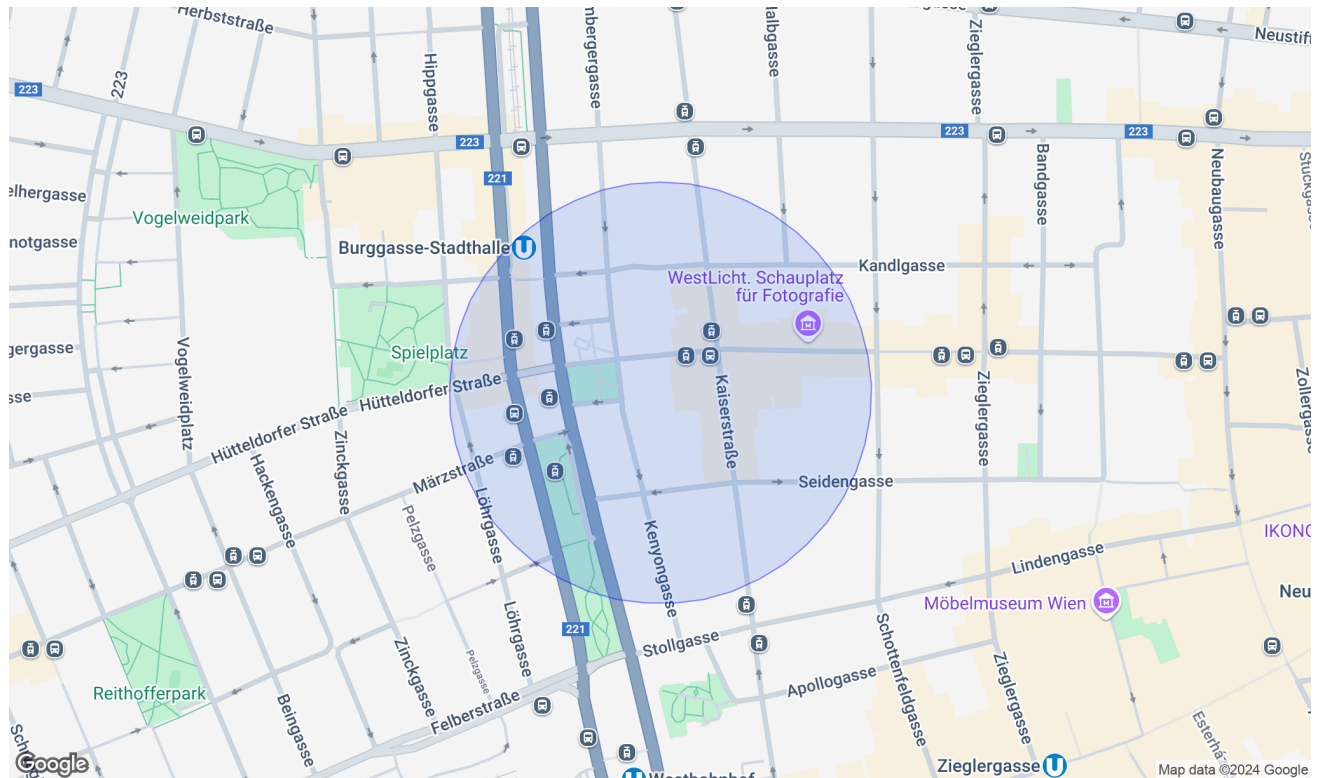 Herbststraße
223
223
Hippgasse
Zieglergasse
Neustif
223
221
223
223
Bandgasse
Neubaugasse
Vogelweidpark
notgasse
Burggasse-Stadthalle
U
Kandlgasse
WestLicht. Schauplatz
für Fotografie
Spielplatz
Vogelweidplatz
Hütteldorfer Straße
Hütteldorfer Straße
Zinckgasse
Kaiserstraße
Zieglergasse
Zollergasse
Hackengasse
Märzstraße
Pelzgasse
Löhrgasse
Seidengasse
Kenyongasse
Lindengasse
IKONO
Neu
Möbelmuseum Wien
221
Löhrgasse
Stollgasse
Schottenfeldgasse
Zieglergasse
Apollogasse
Reithofferpark
Zinckgasse
Pelzgasse
Beingasse
Felberstraße
Google
U
Westbahnhof
Zieglergasse
U
Map data ©2024 Google